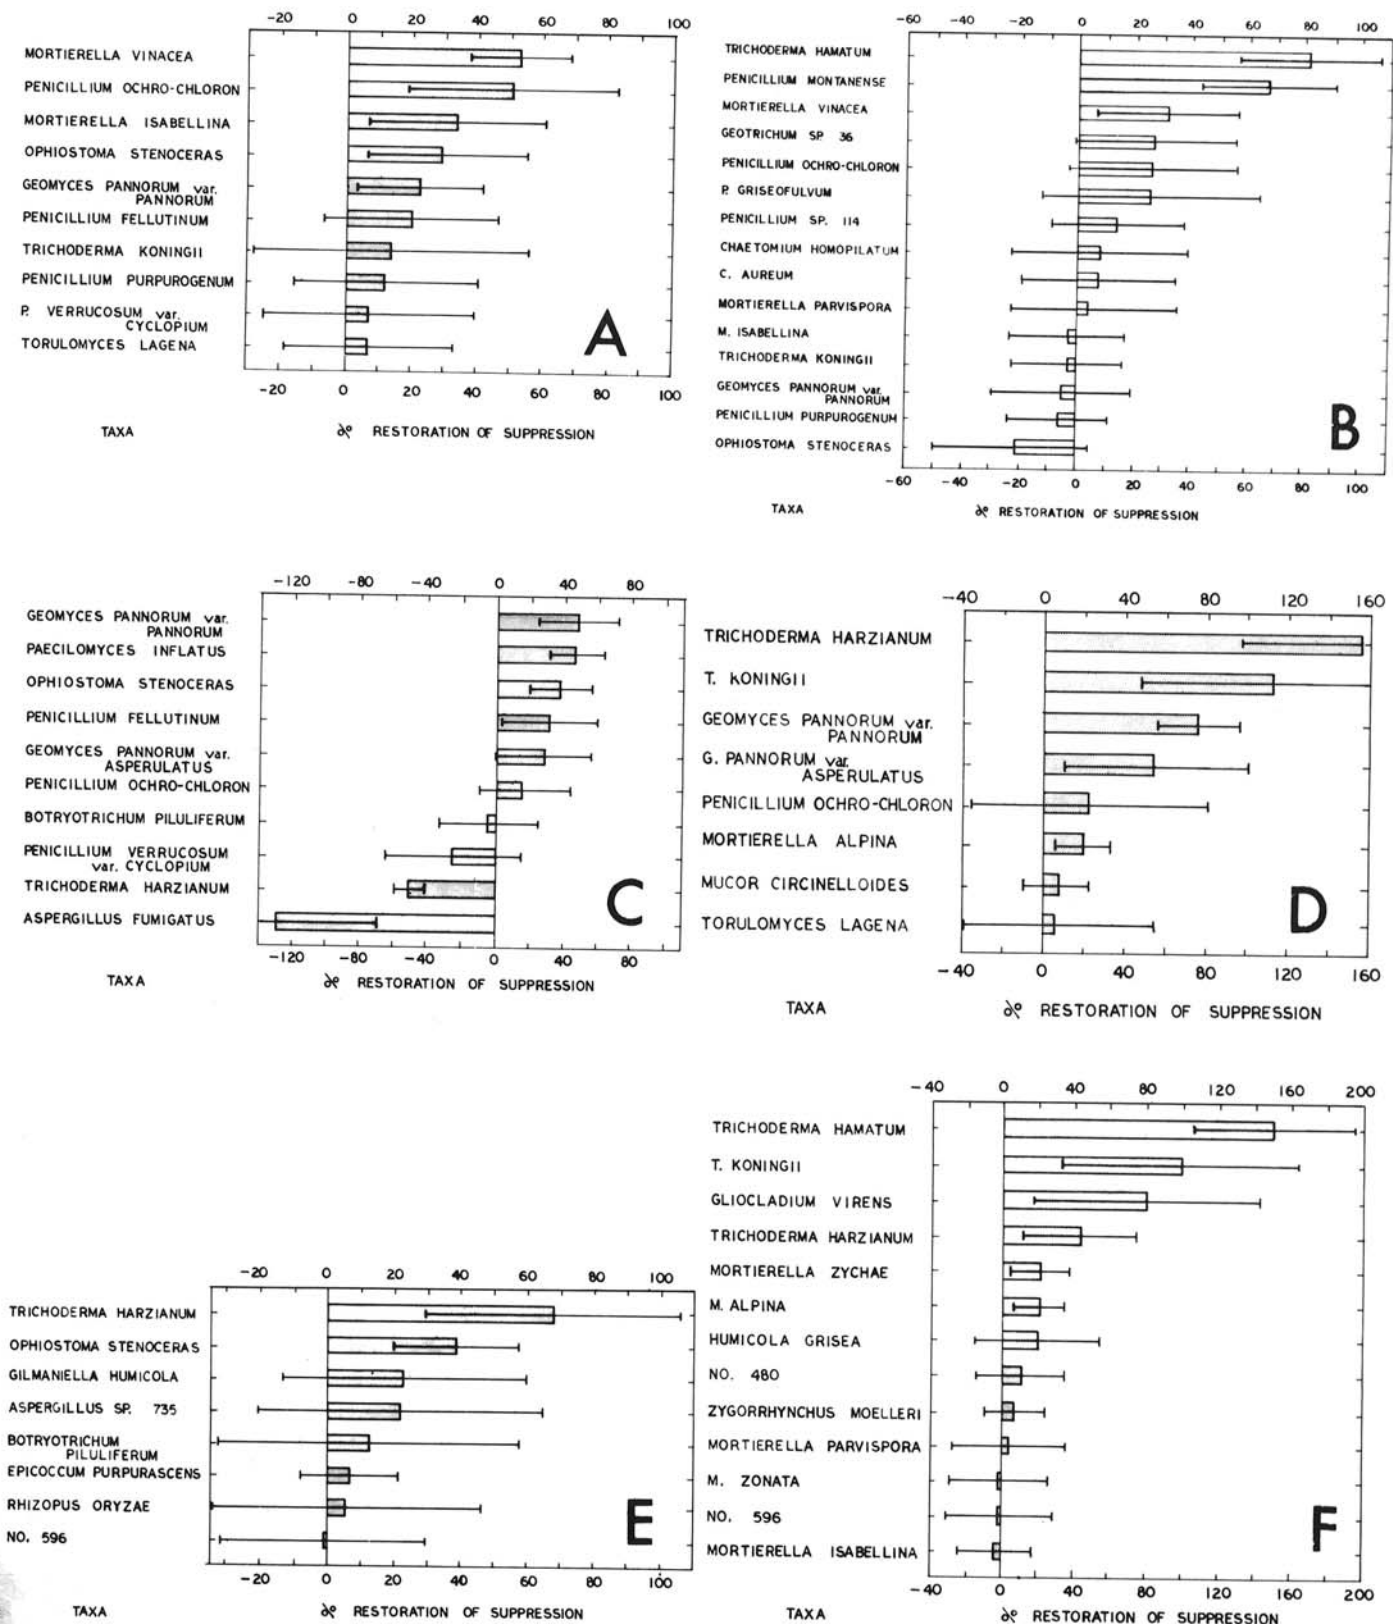 -20 0 20 40 60 80 100
MORTIERELLA VINACEA
PENICILLIUM OCHRO-CHLORON
MORTIERELLA ISABELLINA
OPHIOSTOMA STENOCERAS
GEOMYCES PANNORUM var.
PANNORUM
PENICILLIUM FELLUTINUM
TRICHODERMA KONINGII
PENICILLIUM PURPUROGENUM
P. VERRUCOSUM var.
CYCLOPIUM
TORULOMYCES LAGENA
A
-20 0 20 40 60 80 100
TAXA
% RESTORATION OF SUPPRESSION
-60 -40 -20 0 20 40 60 80 100
TRICHODERMA HAMATUM
PENICILLIUM MONTANENSE
MORTIERELLA VINACEA
GEOTRICHUM SP. 36
PENICILLIUM OCHRO-CHLORON
P. GRISEOFULVUM
PENICILLIUM SP. 114
CHAETOMIUM HOMOPILATUM
C. AUREUM
MORTIERELLA PARVISPORA
M. ISABELLINA
TRICHODERMA KONINGII
GEOMYCES PANNORUM var.
PANNORUM
PENICILLIUM PURPUROGENUM
OPHIOSTOMA STENOCERAS
B
-60 -40 -20 0 20 40 60 80 100
TAXA
% RESTORATION OF SUPPRESSION
-120 -80 -40 0 40 80
GEOMYCES PANNORUM var.
PANNORUM
PAECILOMYCES INFLATUS
OPHIOSTOMA STENOCERAS
PENICILLIUM FELLUTINUM
GEOMYCES PANNORUM var.
ASPERULATUS
PENICILLIUM OCHRO-CHLORON
BOTRYOTRICHUM PILULIFERUM
PENICILLIUM VERRUCOSUM
var. CYCLOPIUM
TRICHODERMA HARZIANUM
ASPERGILLUS FUMIGATUS
C
-120 -80 -40 0 40 80
TAXA
% RESTORATION OF SUPPRESSION
-40 0 40 80 120 160
TRICHODERMA HARZIANUM
T. KONINGII
GEOMYCES PANNORUM var.
PANNORUM
G. PANNORUM var.
ASPERULATUS
PENICILLIUM OCHRO-CHLORON
MORTIERELLA ALPINA
MUCOR CIRCINELLOIDES
TORULOMYCES LAGENA
D
-40 0 40 80 120 160
TAXA
% RESTORATION OF SUPPRESSION
-20 0 20 40 60 80 100
TRICHODERMA HARZIANUM
OPHIOSTOMA STENOCERAS
GILMANIELLA HUMICOLA
ASPERGILLUS SP. 735
BOTRYOTRICHUM
PILULIFERUM
EPICOCCUM PURPURASCENS
RHIZOPUS ORYZAE
NO. 596
E
-20 0 20 40 60 80 100
TAXA
% RESTORATION OF SUPPRESSION
-40 0 40 80 120 160 200
TRICHODERMA HAMATUM
T. KONINGII
GLIOCLADIUM VIRENS
TRICHODERMA HARZIANUM
MORTIERELLA ZYCHAE
M. ALPINA
HUMICOLA GRISEA
NO. 480
ZYGORRHYNCHUS MOELLERI
MORTIERELLA PARVISPORA
M. ZONATA
NO. 596
MORTIERELLA ISABELLINA
F
-40 0 40 80 120 160 200
TAXA
% RESTORATION OF SUPPRESSION